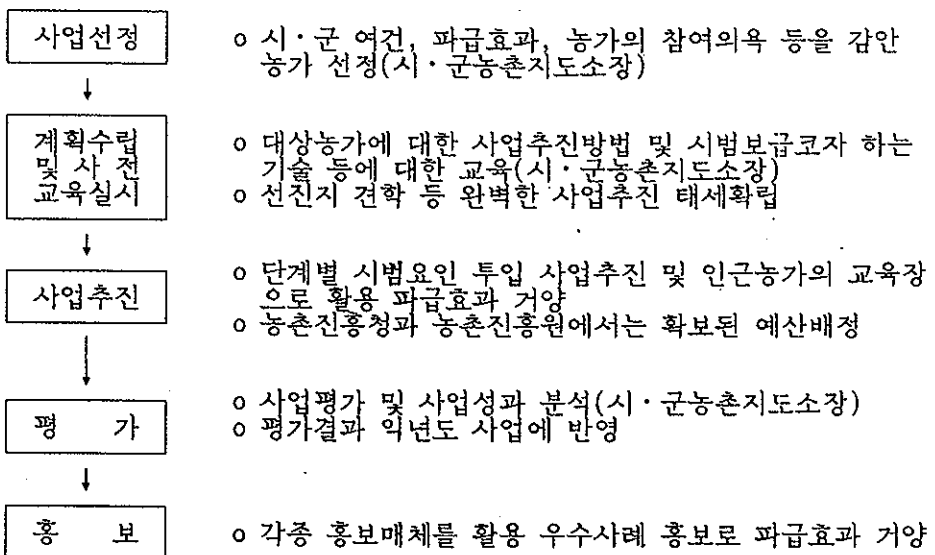 사업선정
o 시·군 여건, 파급효과, 농가의 참여의욕 등을 감안
농가 선정(시·군농촌지도소장)
계획수립
및 사 전
교육실시
o 대상농가에 대한 사업추진방법 및 시범보급코자 하는
기술 등에 대한 교육(시·군농촌지도소장)
o 선진지 견학 등 완벽한 사업추진 태세확립
사업추진
o 단계별 시범요인 투입 사업추진 및 인근농가의 교육장
으로 활용 파급효과 거양
o 농촌진흥청과 농촌진흥원에서는 확보된 예산배정
평 가
o 사업평가 및 사업성과 분석(시·군농촌지도소장)
o 평가결과 익년도 사업에 반영
홍 보
o 각종 홍보매체를 활용 우수사례 홍보로 파급효과 거양